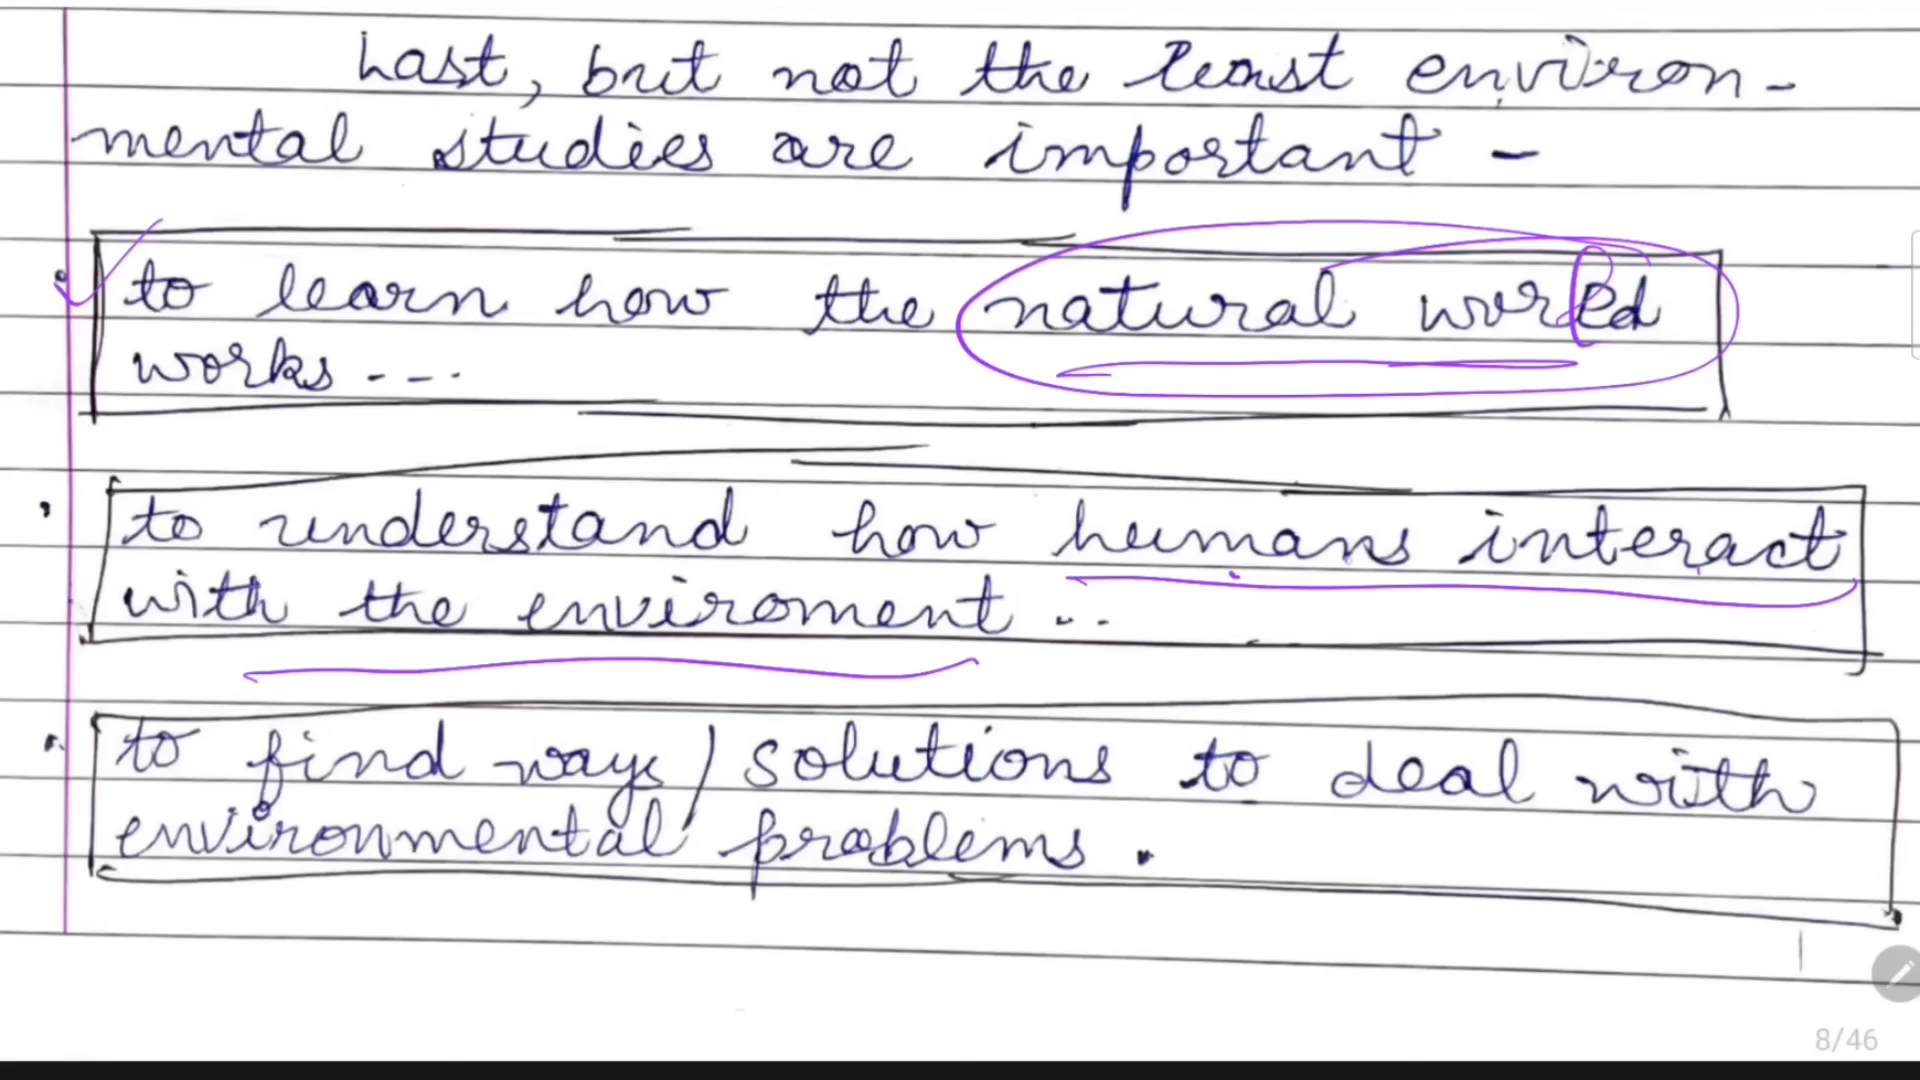 Last, but not the least environ-
mental studies are important -
• to learn how the natural world
works ----
• to understand how humans interact
with the enviroment ...
• to find ways / solutions to deal with
environmental problems .
8/46